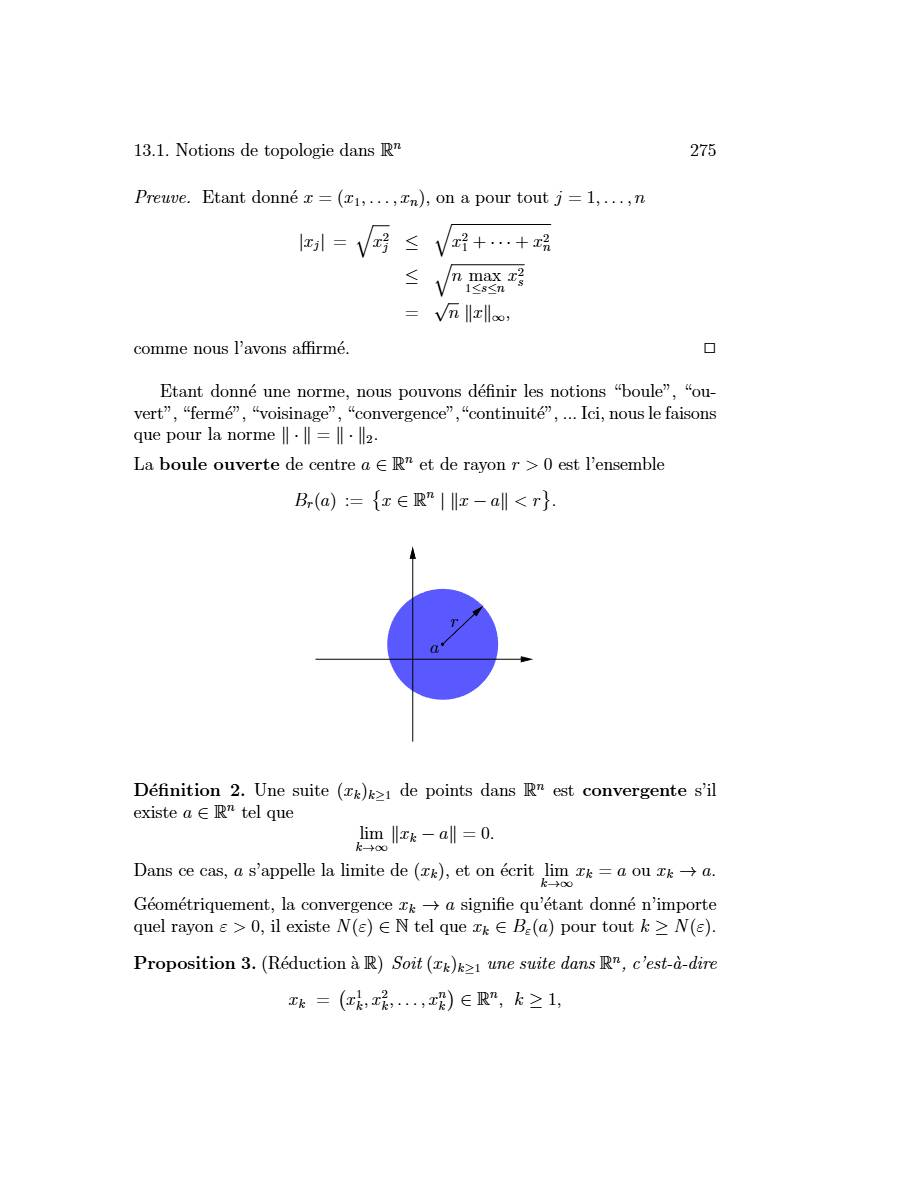 13.1. Notions de topologie dans ℝⁿ 275
Preuve. Etant donné x = (x₁, . . . , xₙ), on a pour tout j = 1, . . . , n
|xⱼ| = √(xⱼ²) ≤ √(x₁² + · · · + xₙ²)
≤ √(n max_{1≤s≤n} xₛ²)
= √n ‖x‖∞,
comme nous l'avons affirmé. □
Etant donné une norme, nous pouvons définir les notions “boule”, “ou-
vert”, “fermé”, “voisinage”, “convergence”,“continuité”, ... Ici, nous le faisons
que pour la norme ‖ · ‖ = ‖ · ‖₂.
La boule ouverte de centre a ∈ ℝⁿ et de rayon r > 0 est l'ensemble
Bᵣ(a) := {x ∈ ℝⁿ | ‖x − a‖ < r}.
r
a
Définition 2. Une suite (xₖ)ₖ≥₁ de points dans ℝⁿ est convergente s'il
existe a ∈ ℝⁿ tel que
lim_{k→∞} ‖xₖ − a‖ = 0.
Dans ce cas, a s'appelle la limite de (xₖ), et on écrit lim_{k→∞} xₖ = a ou xₖ → a.
Géométriquement, la convergence xₖ → a signifie qu'étant donné n'importe
quel rayon ε > 0, il existe N(ε) ∈ ℕ tel que xₖ ∈ B_ε(a) pour tout k ≥ N(ε).
Proposition 3. (Réduction à ℝ) Soit (xₖ)ₖ≥₁ une suite dans ℝⁿ, c'est-à-dire
xₖ = (xₖ¹, xₖ², . . . , xₖⁿ) ∈ ℝⁿ, k ≥ 1,